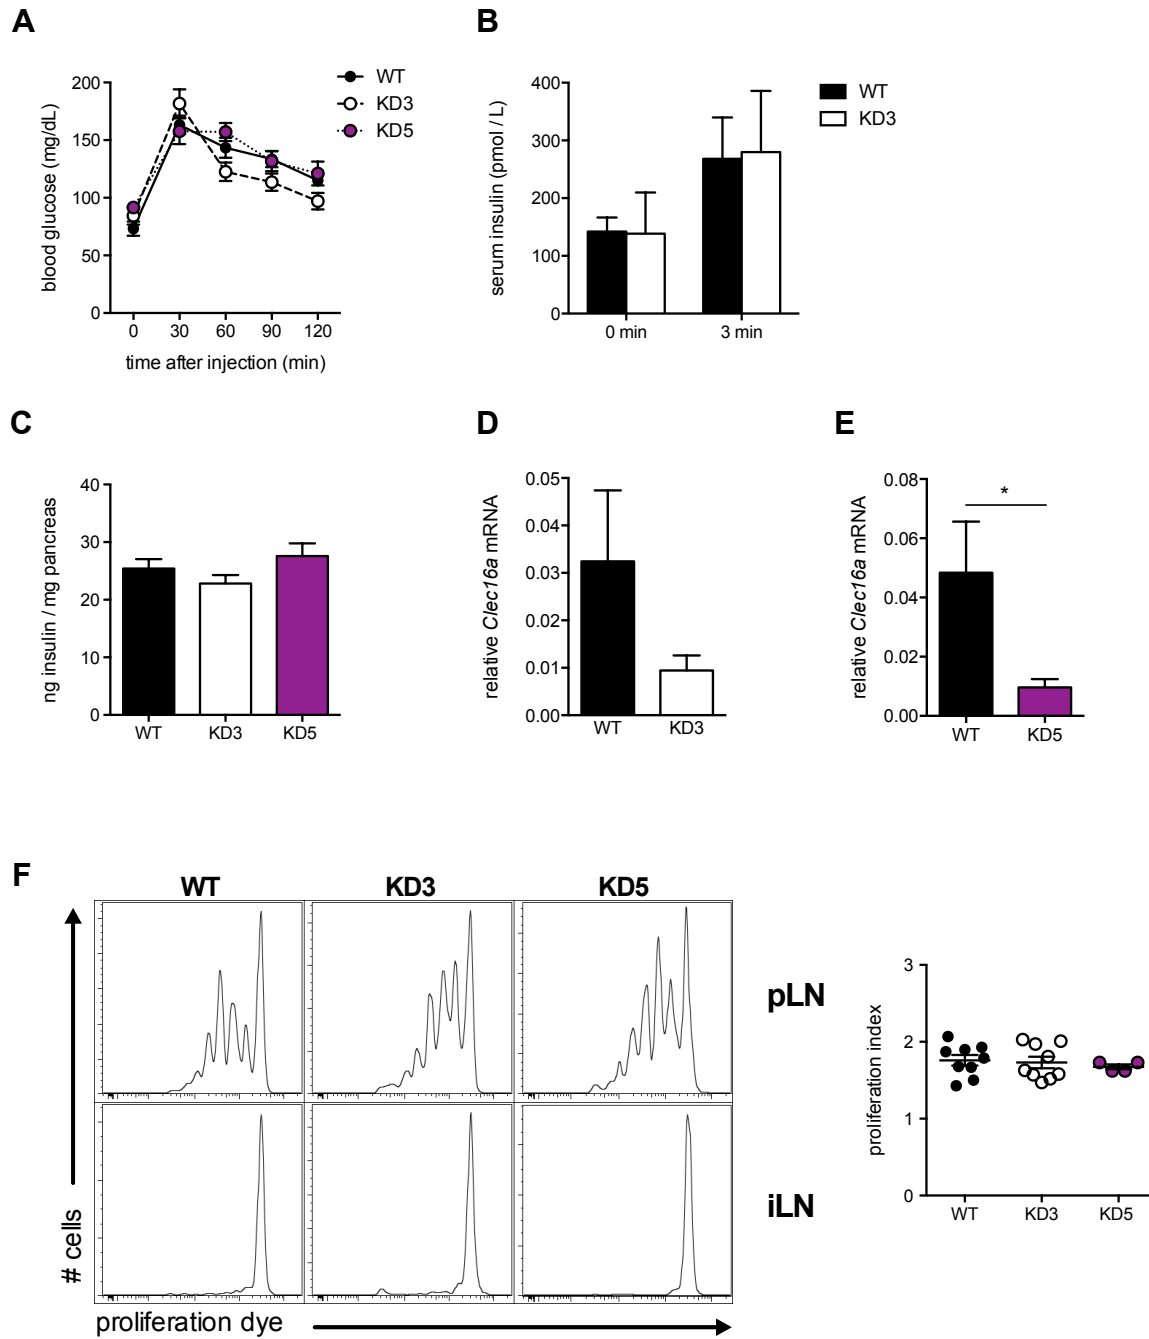 A
WT
KD3
KD5
200
150
100
50
0
blood glucose (mg/dL)
0 30 60 90 120
time after injection (min)
B
WT
KD3
400
300
200
100
0
serum insulin (pmol / L)
0 min 3 min
C
40
30
20
10
0
ng insulin / mg pancreas
WT KD3 KD5
D
0.05
0.04
0.03
0.02
0.01
0.00
relative Clec16a mRNA
WT KD3
E
*
0.08
0.06
0.04
0.02
0.00
relative Clec16a mRNA
WT KD5
F
WT KD3 KD5
pLN
iLN
# cells
proliferation dye
3
2
1
0
proliferation index
WT KD3 KD5